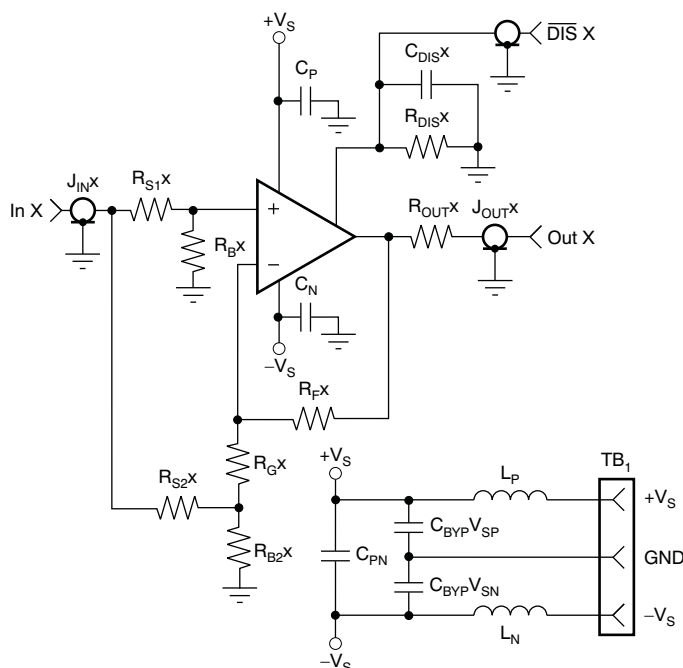 +VS
DIS X
CP
CDISx
RDISx
JINx
RS1x
In X
+
ROUTx
JOUTx
Out X
RBx
−
CN
−VS
RFx
+VS
TB1
RGx
LP
+VS
RS2x
CBYPVSP
CPN
GND
RB2x
CBYPVSN
LN
−VS
−VS